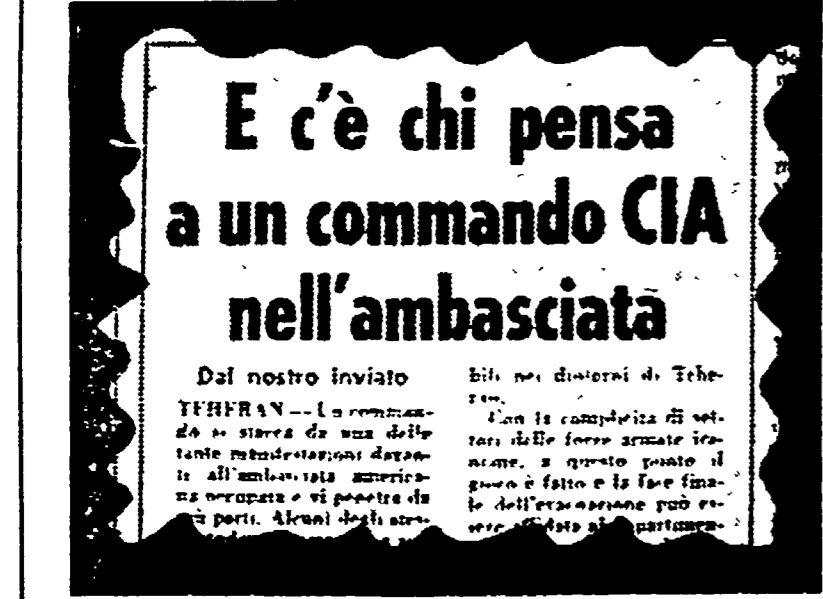 E c'è chi pensa
a un commando CIA
nell'ambasciata
Dal nostro inviato
TEHERAN — Un comman-
do si stacca da una delle
tante manifestazioni davan-
ti all'ambasciata america-
na occupata e vi penetra da
più parti. Alcuni degli
bili nei dintorni di Tehe-
ran.
Con la complicità di set-
tori delle forze armate ira-
niane, a questo punto il
gioco è fatto e la fase fina-
le dell'evacuazione può es-
sere affidata